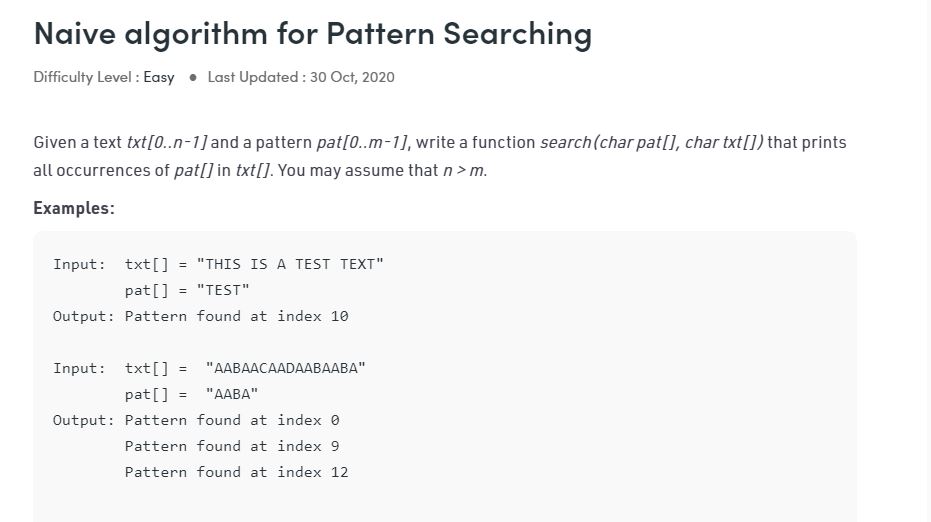 Naive algorithm for Pattern Searching
Difficulty Level : Easy ● Last Updated : 30 Oct, 2020
Given a text txt[0..n-1] and a pattern pat[0..m-1], write a function search(char pat[], char txt[]) that prints
all occurrences of pat[] in txt[]. You may assume that n > m.
Examples:
Input:  txt[] = "THIS IS A TEST TEXT"
        pat[] = "TEST"
Output: Pattern found at index 10
Input:  txt[] =  "AABAACAADAABAABA"
        pat[] =  "AABA"
Output: Pattern found at index 0
        Pattern found at index 9
        Pattern found at index 12